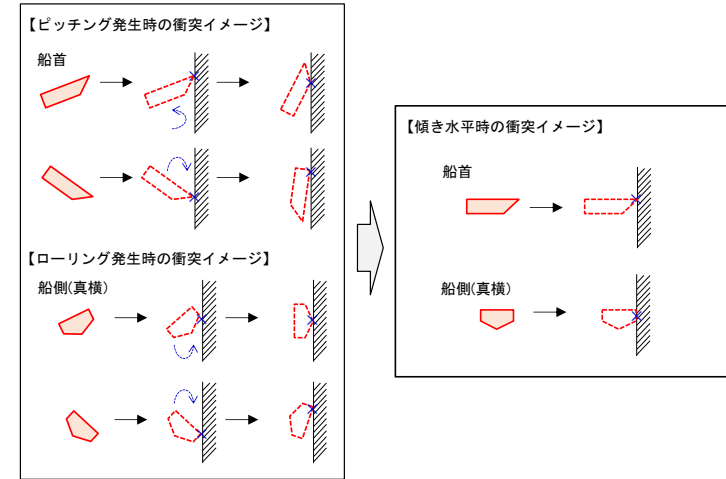 【ピッチング発生時の衝突イメージ】
船首
【ローリング発生時の衝突イメージ】
船側(真横)
【傾き水平時の衝突イメージ】
船首
船側(真横)